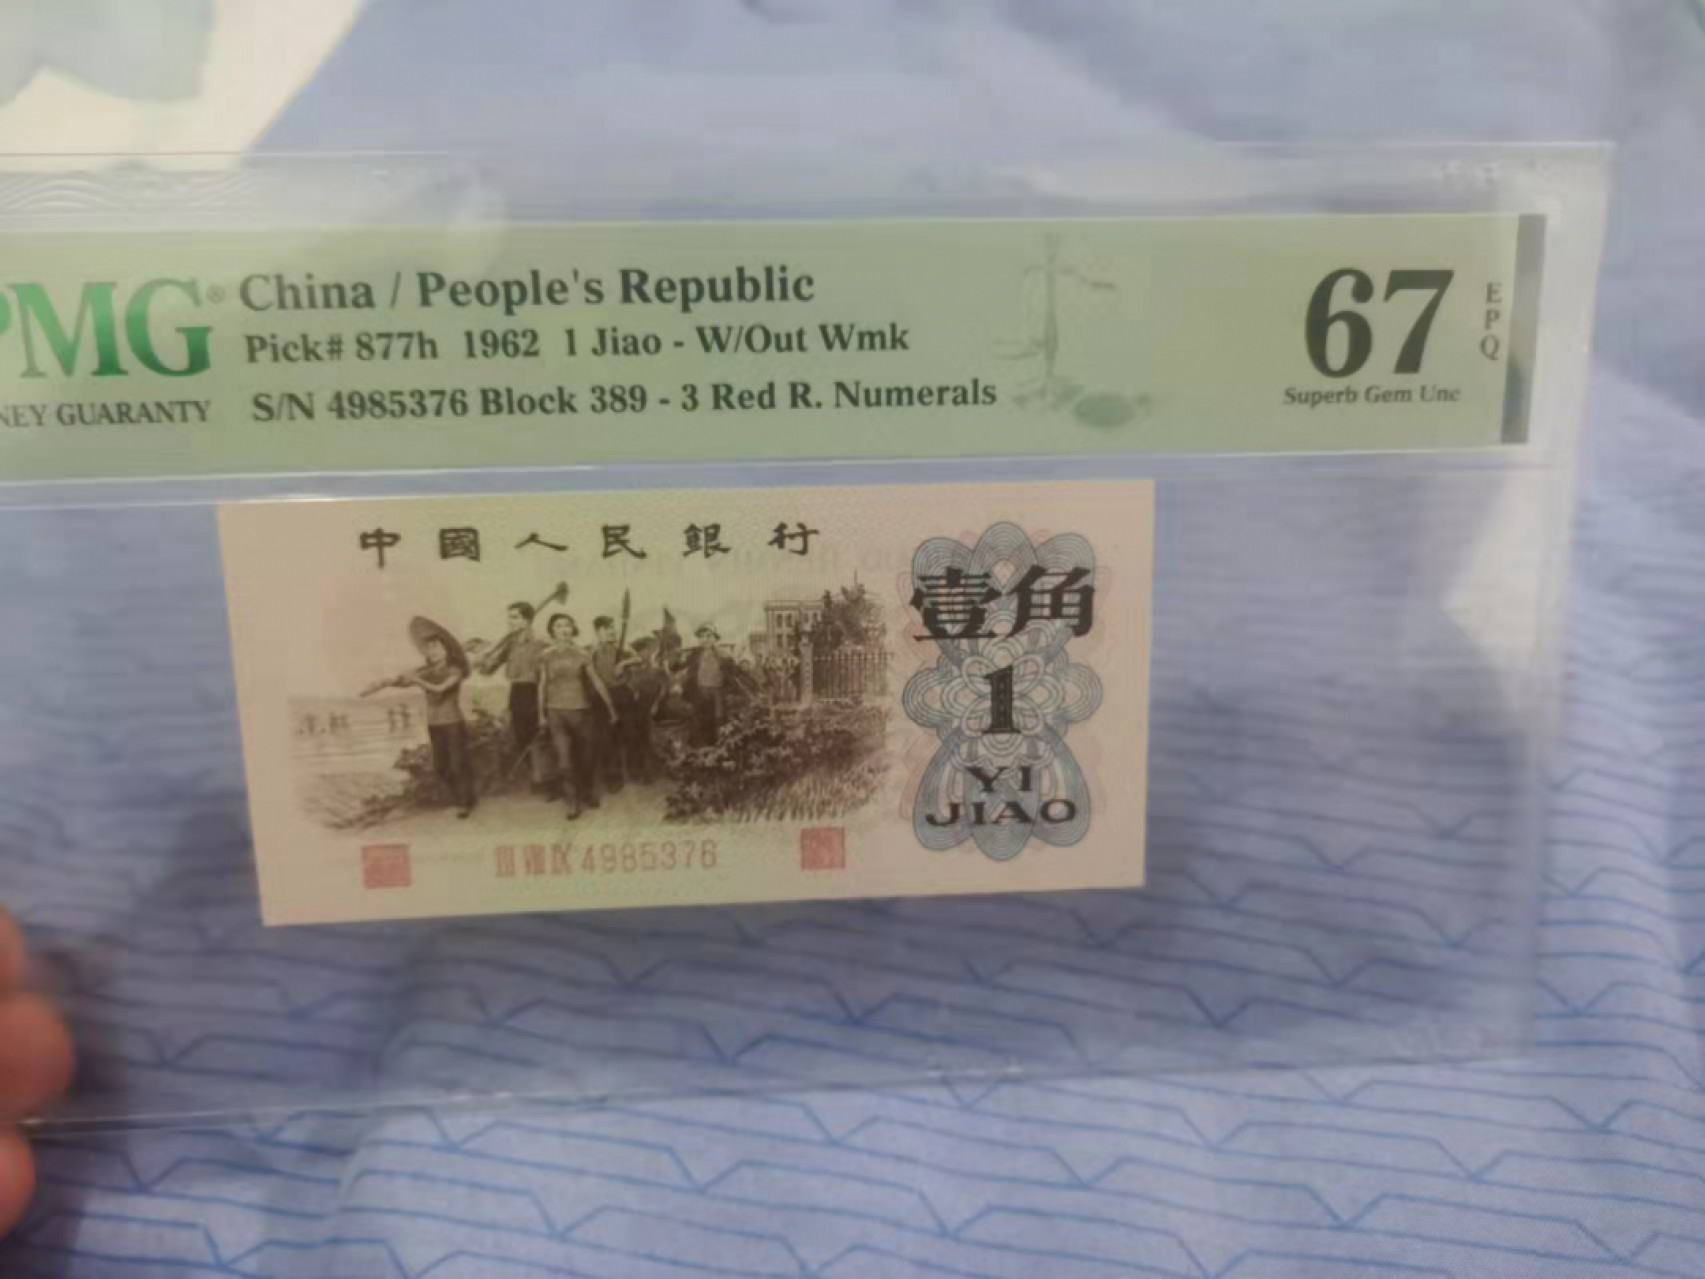 PMG® China / People's Republic
Pick# 877h 1962 1 Jiao - W/Out Wmk
NEY GUARANTY S/N 4985376 Block 389 - 3 Red R. Numerals
67 EPQ
Superb Gem Unc
中國人民銀行
壹角
1
YI
JIAO
4985376